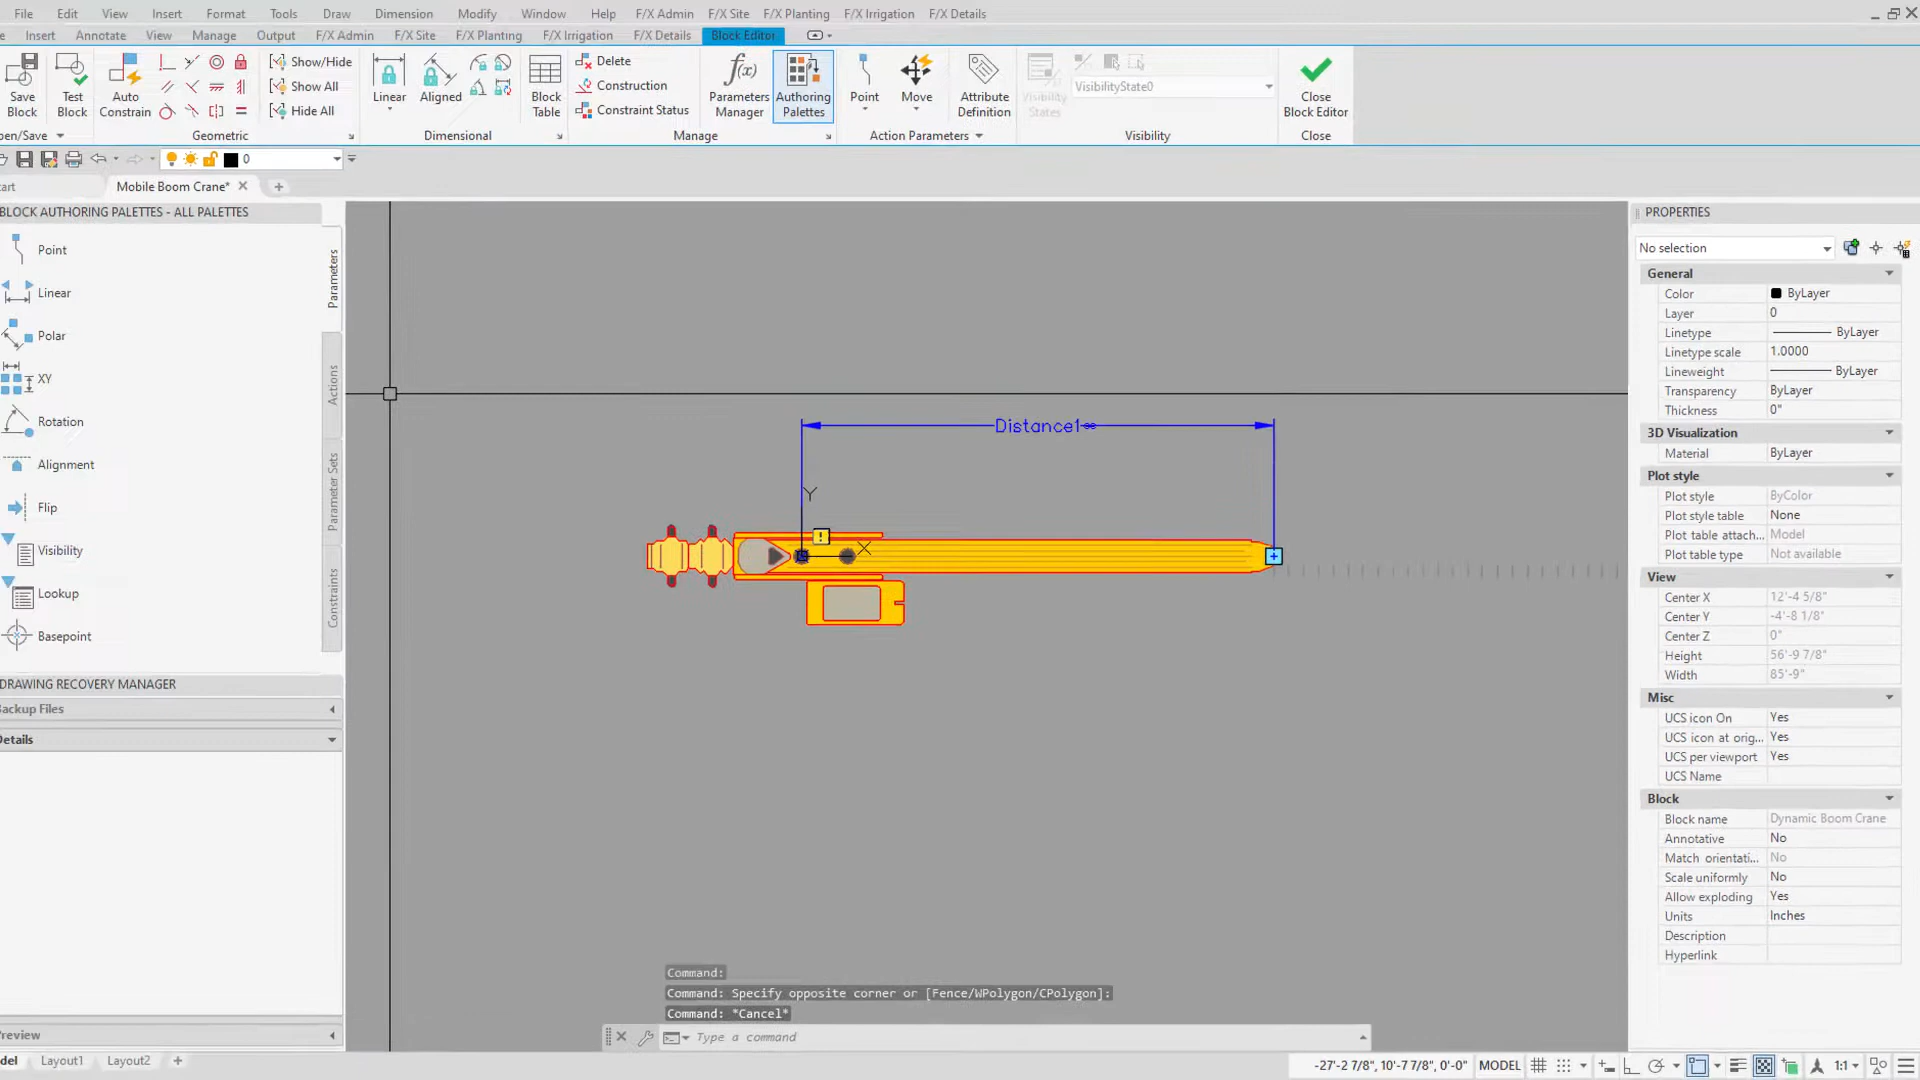 File Edit View Insert Format Tools Draw Dimension Modify Window Help F/X Admin F/X Site F/X Planting F/X Irrigation F/X Details
e Insert Annotate View Manage Output F/X Admin F/X Site F/X Planting F/X Irrigation F/X Details Block Editor
Save Block
Test Block
Auto Constrain
Show/Hide
Show All
Hide All
Linear
Aligned
Block Table
Delete
Construction
Constraint Status
Parameters Manager
Authoring Palettes
Point
Move
Attribute Definition
Visibility States
VisibilityState0
Close Block Editor
pen/Save Geometric Dimensional Manage Action Parameters Visibility Close
0
tart Mobile Boom Crane*
BLOCK AUTHORING PALETTES - ALL PALETTES
Point
Linear
Polar
XY
Rotation
Alignment
Flip
Visibility
Lookup
Basepoint
Parameters
Actions
Parameter Sets
Constraints
DRAWING RECOVERY MANAGER
Backup Files
Details
Preview
Distance1
Y
X
!
PROPERTIES
No selection
General
Color ByLayer
Layer 0
Linetype ByLayer
Linetype scale 1.0000
Lineweight ByLayer
Transparency ByLayer
Thickness 0"
3D Visualization
Material ByLayer
Plot style
Plot style ByColor
Plot style table None
Plot table attach... Model
Plot table type Not available
View
Center X 12'-4 5/8"
Center Y -4'-8 1/8"
Center Z 0"
Height 56'-9 7/8"
Width 85'-9"
Misc
UCS icon On Yes
UCS icon at orig... Yes
UCS per viewport Yes
UCS Name
Block
Block name Dynamic Boom Crane
Annotative No
Match orientati... No
Scale uniformly No
Allow exploding Yes
Units Inches
Description
Hyperlink
Command:
Command: Specify opposite corner or [Fence/WPolygon/CPolygon]:
Command: *Cancel*
Type a command
odel Layout1 Layout2 +
-27'-2 7/8", 10'-7 7/8", 0'-0" MODEL 1:1